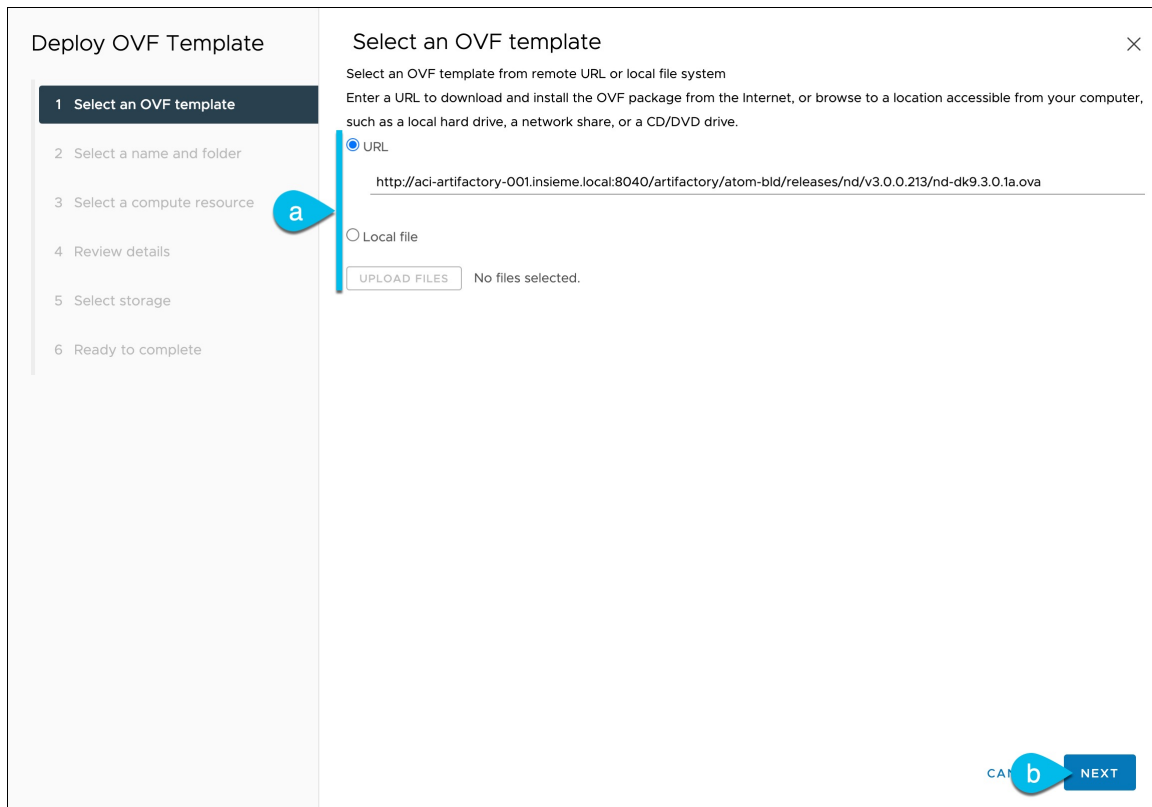 Deploy OVF Template
1 Select an OVF template
2 Select a name and folder
3 Select a compute resource
4 Review details
5 Select storage
6 Ready to complete
Select an OVF template
Select an OVF template from remote URL or local file system
Enter a URL to download and install the OVF package from the Internet, or browse to a location accessible from your computer,
such as a local hard drive, a network share, or a CD/DVD drive.
URL
http://aci-artifactory-001.insieme.local:8040/artifactory/atom-bld/releases/nd/v3.0.0.213/nd-dk9.3.0.1a.ova
a
Local file
UPLOAD FILES No files selected.
b NEXT